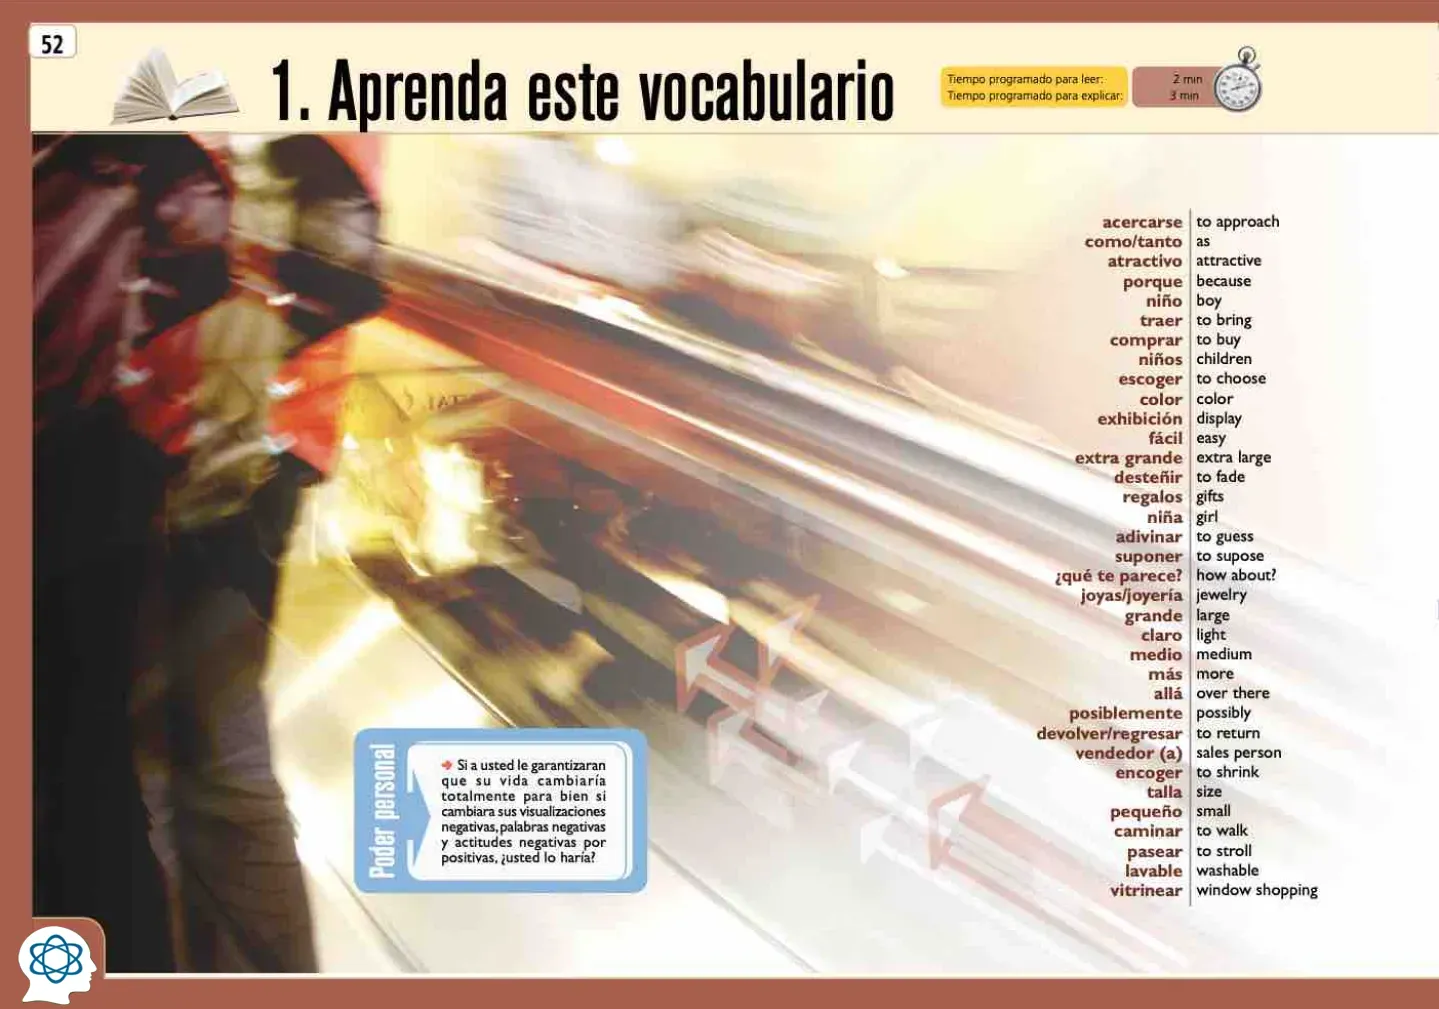 52
1. Aprenda este vocabulario
Tiempo programado para leer: 2 min
Tiempo programado para explicar: 3 min
acercarse to approach
como/tanto as
atractivo attractive
porque because
niño boy
traer to bring
comprar to buy
niños children
escoger to choose
color color
exhibición display
fácil easy
extra grande extra large
desteñir to fade
regalos gifts
niña girl
adivinar to guess
suponer to supose
¿qué te parece? how about?
joyas/joyería jewelry
grande large
claro light
medio medium
más more
allá over there
posiblemente possibly
devolver/regresar to return
vendedor (a) sales person
encoger to shrink
talla size
pequeño small
caminar to walk
pasear to stroll
lavable washable
vitrinear window shopping
Poder personal
Si a usted le garantizaran
que su vida cambiaría
totalmente para bien si
cambiara sus visualizaciones
negativas, palabras negativas
y actitudes negativas por
positivas, ¿usted lo haría?